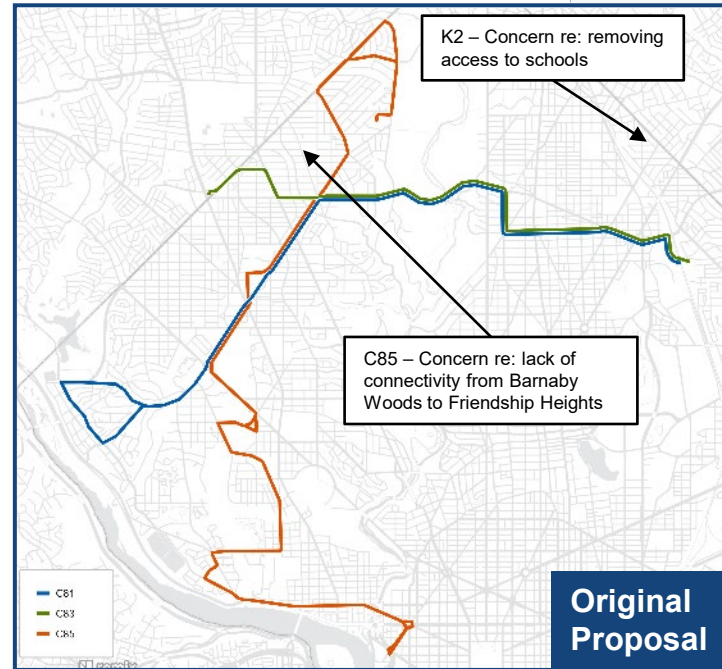 K2 – Concern re: removing
access to schools
C85 – Concern re: lack of
connectivity from Barnaby
Woods to Friendship Heights
C81
C83
C85
Original
Proposal